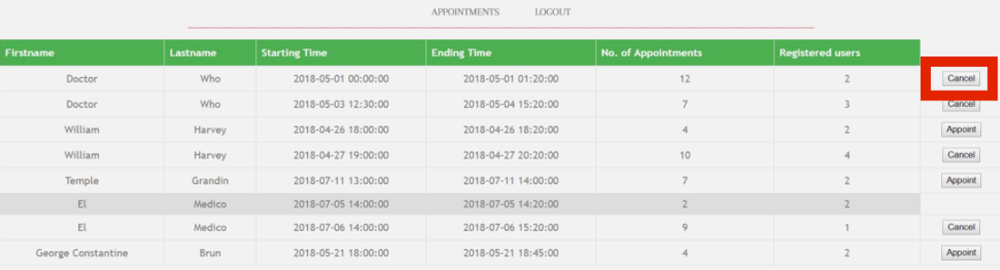 APPOINTMENTS LOGOUT
Firstname Lastname Starting Time Ending Time No. of Appointments Registered users
Doctor Who 2018-05-01 00:00:00 2018-05-01 01:20:00 12 2 Cancel
Doctor Who 2018-05-03 12:30:00 2018-05-04 15:20:00 7 3 Cancel
William Harvey 2018-04-26 18:00:00 2018-04-26 18:20:00 4 2 Appoint
William Harvey 2018-04-27 19:00:00 2018-04-27 20:20:00 10 4 Cancel
Temple Grandin 2018-07-11 13:00:00 2018-07-11 14:00:00 7 2 Appoint
El Medico 2018-07-05 14:00:00 2018-07-05 14:20:00 2 2
El Medico 2018-07-06 14:00:00 2018-07-06 15:20:00 9 1 Cancel
George Constantine Brun 2018-05-21 18:00:00 2018-05-21 18:45:00 4 2 Appoint